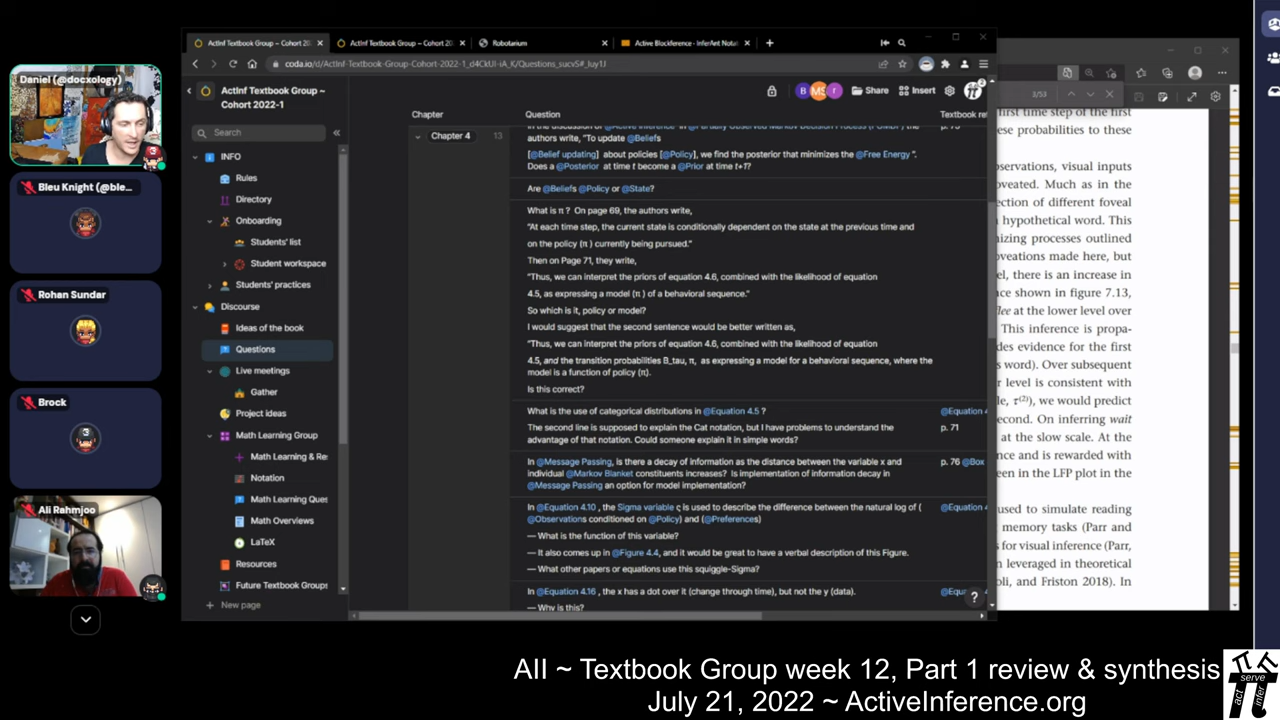 Daniel (@docxology)
Bleu Knight (@ble...
Rohan Sundar
Brock
Ali Rahmjoo
ActInf Textbook Group ~ Cohort 202
ActInf Textbook Group ~ Cohort 202
Robotarium
Active Blockference - InferAnt Nota
coda.io/d/ActInf-Textbook-Group-Cohort-2022-1_d4CkUI-iA_K/Questions_sucvS#_luy1J
ActInf Textbook Group ~
Cohort 2022-1
Share
Insert
Search
INFO
Rules
Directory
Onboarding
Students' list
Student workspace
Students' practices
Discourse
Ideas of the book
Questions
Live meetings
Gather
Project ideas
Math Learning Group
Math Learning & Re
Notation
Math Learning Ques
Math Overviews
LaTeX
Resources
Future Textbook Groups
New page
Chapter
Question
Textbook re
Chapter 4
13
authors write, "To update @Beliefs
[@Belief updating] about policies [@Policy], we find the posterior that minimizes the @Free Energy ".
Does a @Posterior at time t become a @Prior at time t+1?
Are @Beliefs @Policy or @State?
What is π ? On page 69, the authors write,
"At each time step, the current state is conditionally dependent on the state at the previous time and
on the policy (π ) currently being pursued."
Then on Page 71, they write,
"Thus, we can interpret the priors of equation 4.6, combined with the likelihood of equation
4.5, as expressing a model (π ) of a behavioral sequence."
So which is it, policy or model?
I would suggest that the second sentence would be better written as,
"Thus, we can interpret the priors of equation 4.6, combined with the likelihood of equation
4.5, and the transition probabilities B_tau, π, as expressing a model for a behavioral sequence, where the
model is a function of policy (π).
Is this correct?
What is the use of categorical distributions in @Equation 4.5 ?
@Equation 4
The second line is supposed to explain the Cat notation, but I have problems to understand the
advantage of that notation. Could someone explain it in simple words?
p. 71
In @Message Passing, is there a decay of information as the distance between the variable x and
individual @Markov Blanket constituents increases? Is implementation of information decay in
@Message Passing an option for model implementation?
p. 76 @Box
In @Equation 4.10 , the Sigma variable ς is used to describe the difference between the natural log of (
@Observations conditioned on @Policy) and (@Preferences)
@Equation 4
— What is the function of this variable?
— It also comes up in @Figure 4.4, and it would be great to have a verbal description of this Figure.
— What other papers or equations use this squiggle-Sigma?
In @Equation 4.16, the x has a dot over it (change through time), but not the y (data).
@Equa
— Why is this?
3/53
first time step of the first
ese probabilities to these
servations, visual inputs
oveated. Much as in the
ection of different foveal
hypothetical word. This
nizing processes outlined
oveations made here, but
el, there is an increase in
nce shown in figure 7.13,
lee at the lower level over
This inference is propa-
des evidence for the first
s word). Over subsequent
r level is consistent with
le, τ(2)), we would predict
econd. On inferring wait
at the slow scale. At the
nce and is rewarded with
een in the LFP plot in the
used to simulate reading
memory tasks (Parr and
s for visual inference (Parr,
n leveraged in theoretical
oli, and Friston 2018). In
AII ~ Textbook Group week 12, Part 1 review & synthesis
July 21, 2022 ~ ActiveInference.org
act
serve
infer